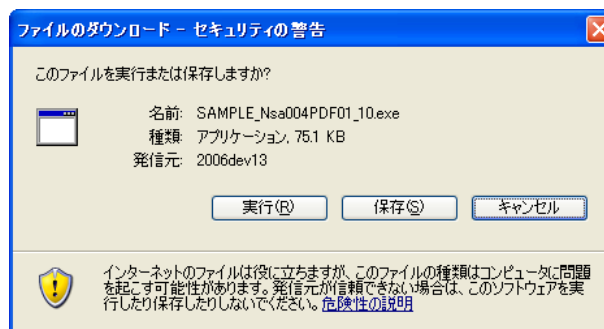 ファイルのダウンロード - セキュリティの警告
このファイルを実行または保存しますか?
名前: SAMPLE_Nsa004PDF01_10.exe
種類: アプリケーション, 75.1 KB
発信元: 2006dev13
実行(R) 保存(S) キャンセル
インターネットのファイルは役に立ちますが、このファイルの種類はコンピュータに問題
を起こす可能性があります。発信元が信頼できない場合は、このソフトウェアを実
行したり保存したりしないでください。危険性の説明